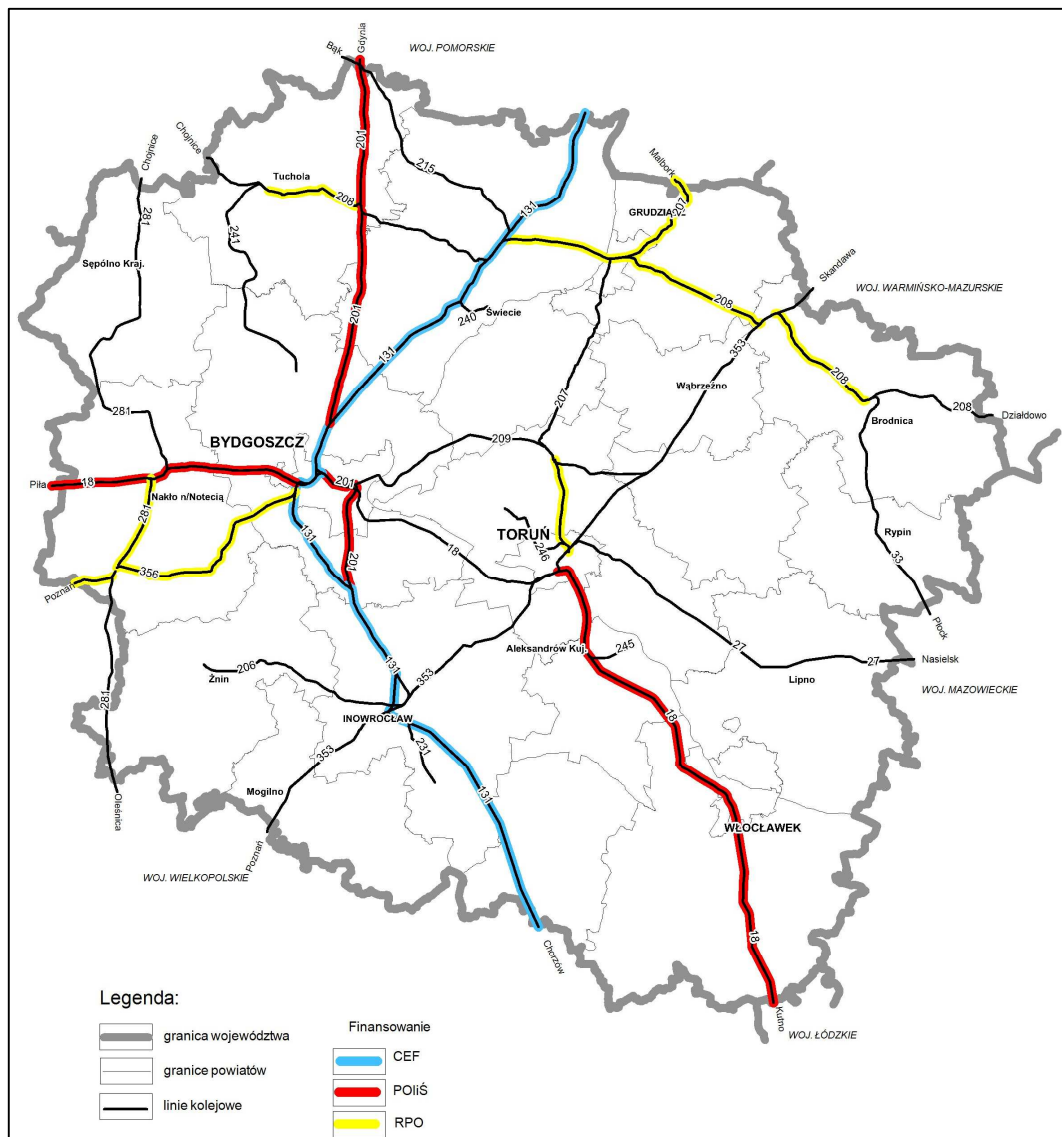 Bąk
Gdynia
WOJ. POMORSKIE
201
Chojnice
Chojnice
215
Malbork
Tuchola
208
131
207
281
241
Skandawa
Sępólno Kraj.
WOJ. WARMIŃSKO-MAZURSKIE
201
240
Świecie
208
131
353
Wąbrzeźno
208
207
281
208
Działdowo
Brodnica
BYDGOSZCZ
209
Piła
18
201
Nakło n/Notecią
281
131
TORUŃ
Rypin
18
246
33
356
201
Poznań
Płock
Aleksandrów Kuj.
245
27
27
Nasielsk
131
353
206
Żnin
Lipno
WOJ. MAZOWIECKIE
281
18
INOWROCŁAW
231
353
Mogilno
131
Oleśnica
WŁOCŁAWEK
Poznań
WOJ. WIELKOPOLSKIE
18
Chorzów
Kutno
WOJ. ŁÓDZKIE
Legenda:
granica województwa
granice powiatów
linie kolejowe
Finansowanie
CEF
POIiŚ
RPO